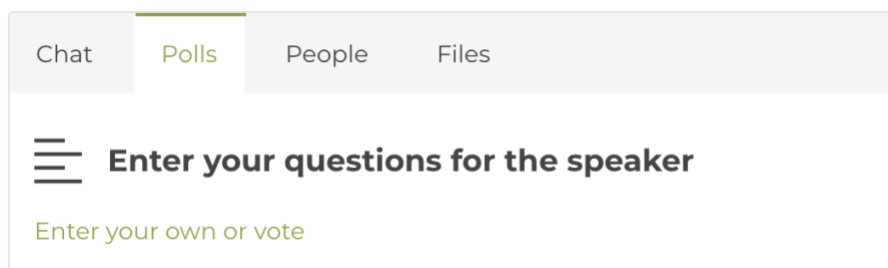 Chat Polls People Files
Enter your questions for the speaker
Enter your own or vote